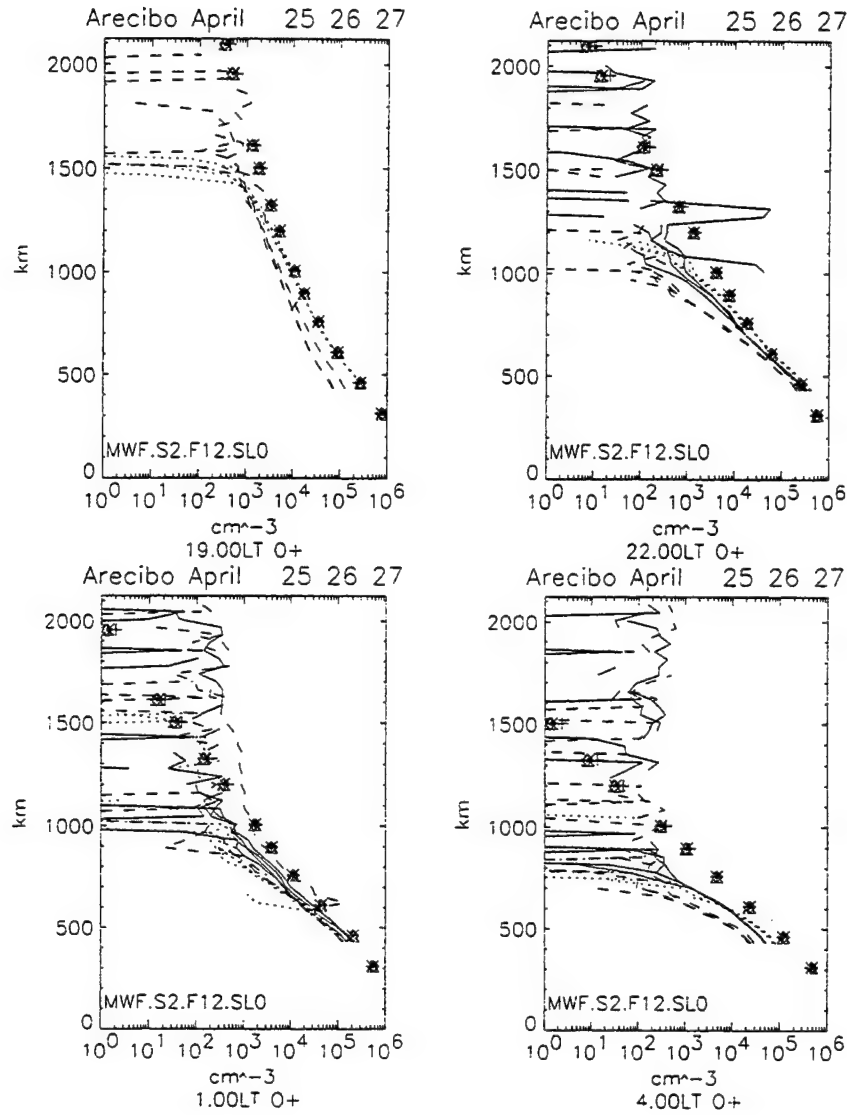 Arecibo April 25 26 27
2000
1500
1000
500
0
km
MWF.S2.F12.SL0
10^0 10^1 10^2 10^3 10^4 10^5 10^6
cm^-3
19.00LT O+
Arecibo April 25 26 27
2000
1500
1000
500
0
km
MWF.S2.F12.SL0
10^0 10^1 10^2 10^3 10^4 10^5 10^6
cm^-3
22.00LT O+
Arecibo April 25 26 27
2000
1500
1000
500
0
km
MWF.S2.F12.SL0
10^0 10^1 10^2 10^3 10^4 10^5 10^6
cm^-3
1.00LT O+
Arecibo April 25 26 27
2000
1500
1000
500
0
km
MWF.S2.F12.SL0
10^0 10^1 10^2 10^3 10^4 10^5 10^6
cm^-3
4.00LT O+